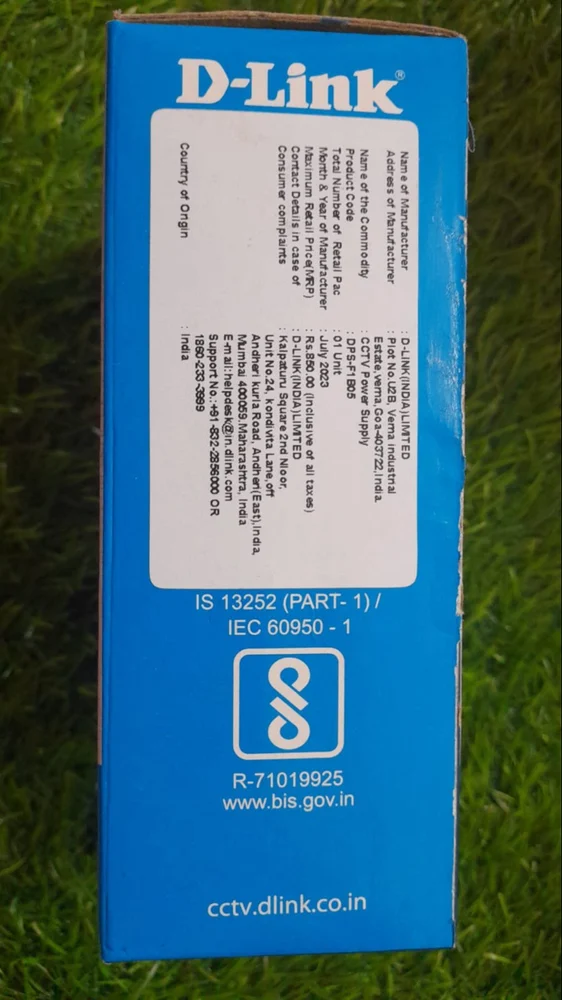 D-Link®
Name of Manufacturer : D-LINK(INDIA)LIMITED
Address of Manufacturer : Plot No.U2B, Verna industrial
Estate,verna,Goa-403722,India.
Name of the Commodity : CCTV Power Supply
Product Code : DPS-F1B05
Total Number of Retail Pac : 01 Unit
Month & Year of Manufacturer : July 2023
Maximum Retail Price(MRP) : Rs.850.00 (Inclusive of all taxes)
Contact Details in case of : D-LINK(INDIA)LIMITED
Consumer complaints : Kalpaturu Square 2nd Nloor,
Unit No.24, kondivita Lane,off
Andheri kurla Road, Andheri(East),India,
Mumbai 400059.Maharashtra, India
E-mail:helpdesk@in.dlink.com
Support No.:+91-832-2856000 OR
1860-233-3999
Country of Origin : India
IS 13252 (PART- 1) /
IEC 60950 - 1
R-71019925
www.bis.gov.in
cctv.dlink.co.in